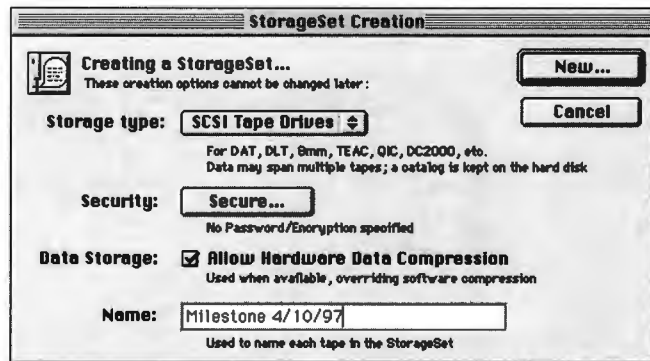 StorageSet Creation
Creating a StorageSet...
These creation options cannot be changed later:
New...
Cancel
Storage type: SCSI Tape Drives
For DAT, DLT, 8mm, TEAC, QIC, DC2000, etc.
Data may span multiple tapes; a catalog is kept on the hard disk
Security: Secure...
No Password/Encryption specified
Data Storage: Allow Hardware Data Compression
Used when available, overriding software compression
Name: Milestone 4/10/97
Used to name each tape in the StorageSet